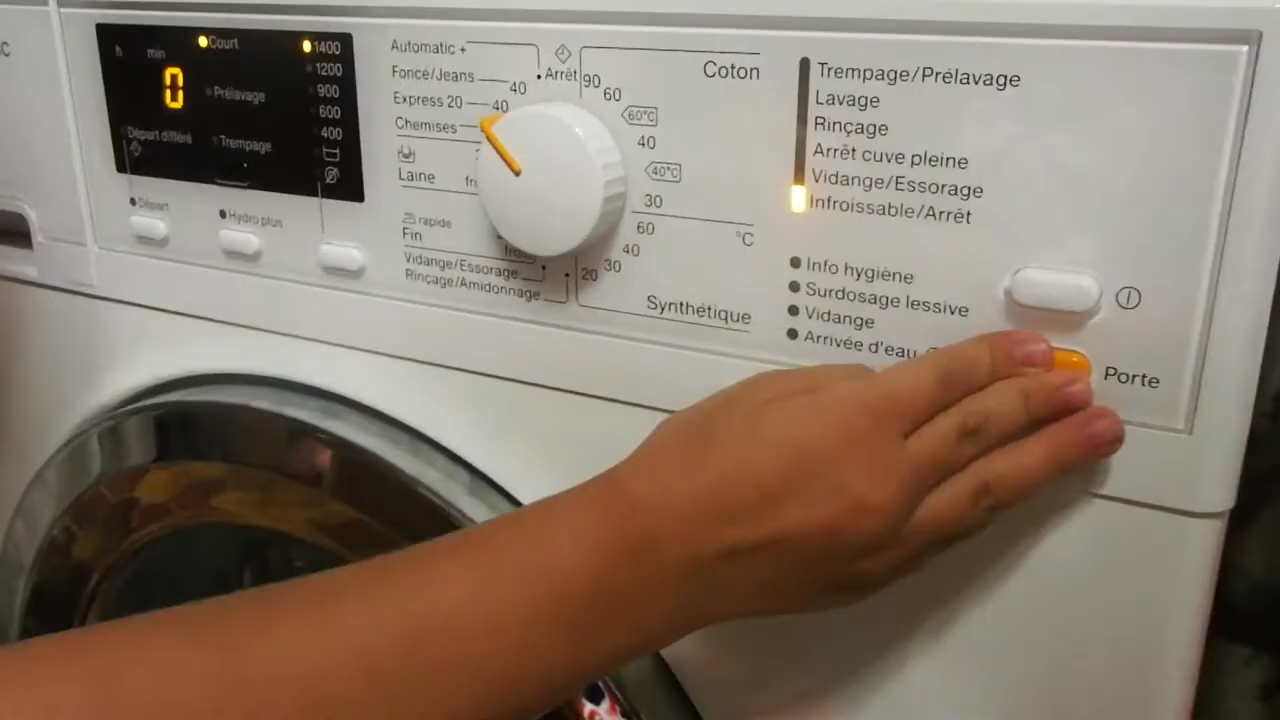 C
h min
0
Court
Prélavage
Trempage
Départ différé
1400
1200
900
600
400
Départ
Hydro plus
Automatic +
Foncé/Jeans 40
Express 20 40
Chemises
Laine
rapide
Fin
Vidange/Essorage
Rinçage/Amidonnage
Arrêt
Coton
90
60
60°C
40
40°C
30
°C
60
40
30
20
Synthétique
Trempage/Prélavage
Lavage
Rinçage
Arrêt cuve pleine
Vidange/Essorage
Infroissable/Arrêt
Info hygiène
Surdosage lessive
Vidange
Arrivée d'eau
Porte